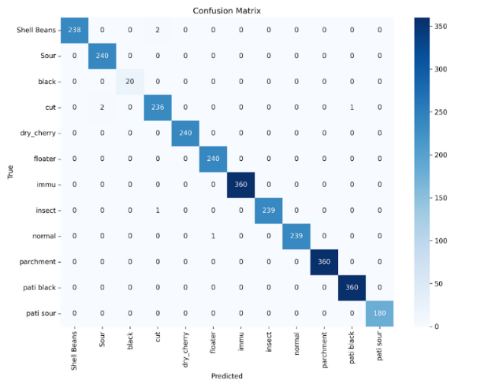 Confusion Matrix
Shell Beans 238 0 0 2 0 0 0 0 0 0 0 0
Sour 0 240 0 0 0 0 0 0 0 0 0 0
black 0 0 20 0 0 0 0 0 0 0 0 0
cut 0 2 0 236 0 0 0 0 0 0 1 0
dry_cherry 0 0 0 0 240 0 0 0 0 0 0 0
floater 0 0 0 0 0 240 0 0 0 0 0 0
immu 0 0 0 0 0 0 360 0 0 0 0 0
insect 0 0 0 1 0 0 0 239 0 0 0 0
normal 0 0 0 0 0 1 0 0 239 0 0 0
parchment 0 0 0 0 0 0 0 0 0 360 0 0
pati black 0 0 0 0 0 0 0 0 0 0 360 0
pati sour 0 0 0 0 0 0 0 0 0 0 0 180
True
Shell Beans Sour black cut dry_cherry floater immu insect normal parchment pati black pati sour
Predicted
350
300
250
200
150
100
50
0